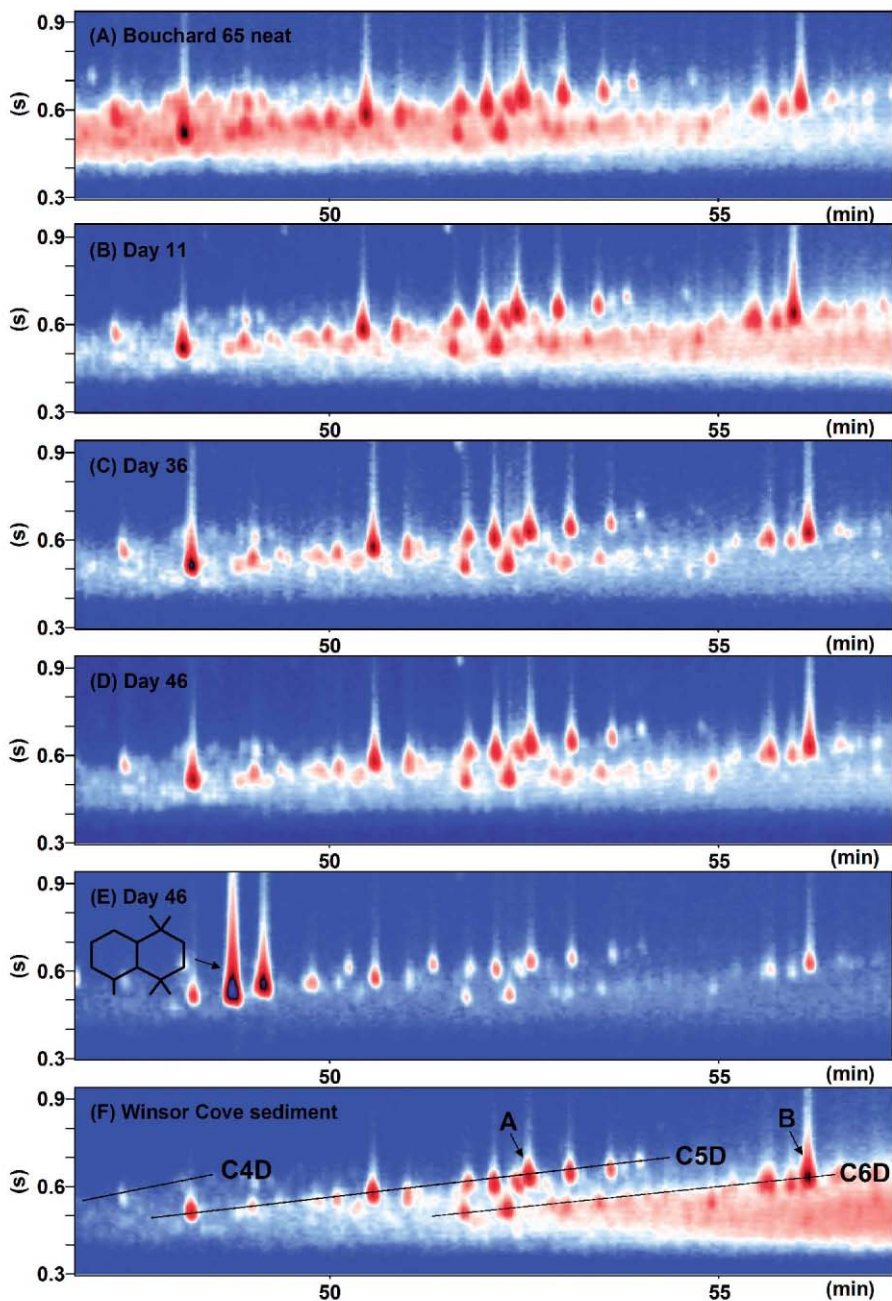 0.9
(A) Bouchard 65 neat
(s)
0.6
0.3
50 55 (min)
0.9
(B) Day 11
(s)
0.6
0.3
50 55 (min)
0.9
(C) Day 36
(s)
0.6
0.3
50 55 (min)
0.9
(D) Day 46
(s)
0.6
0.3
50 55 (min)
0.9
(E) Day 46
(s)
0.6
0.3
50 55 (min)
0.9
(F) Winsor Cove sediment
A B
C4D C5D
(s)
0.6
C6D
0.3
50 55 (min)